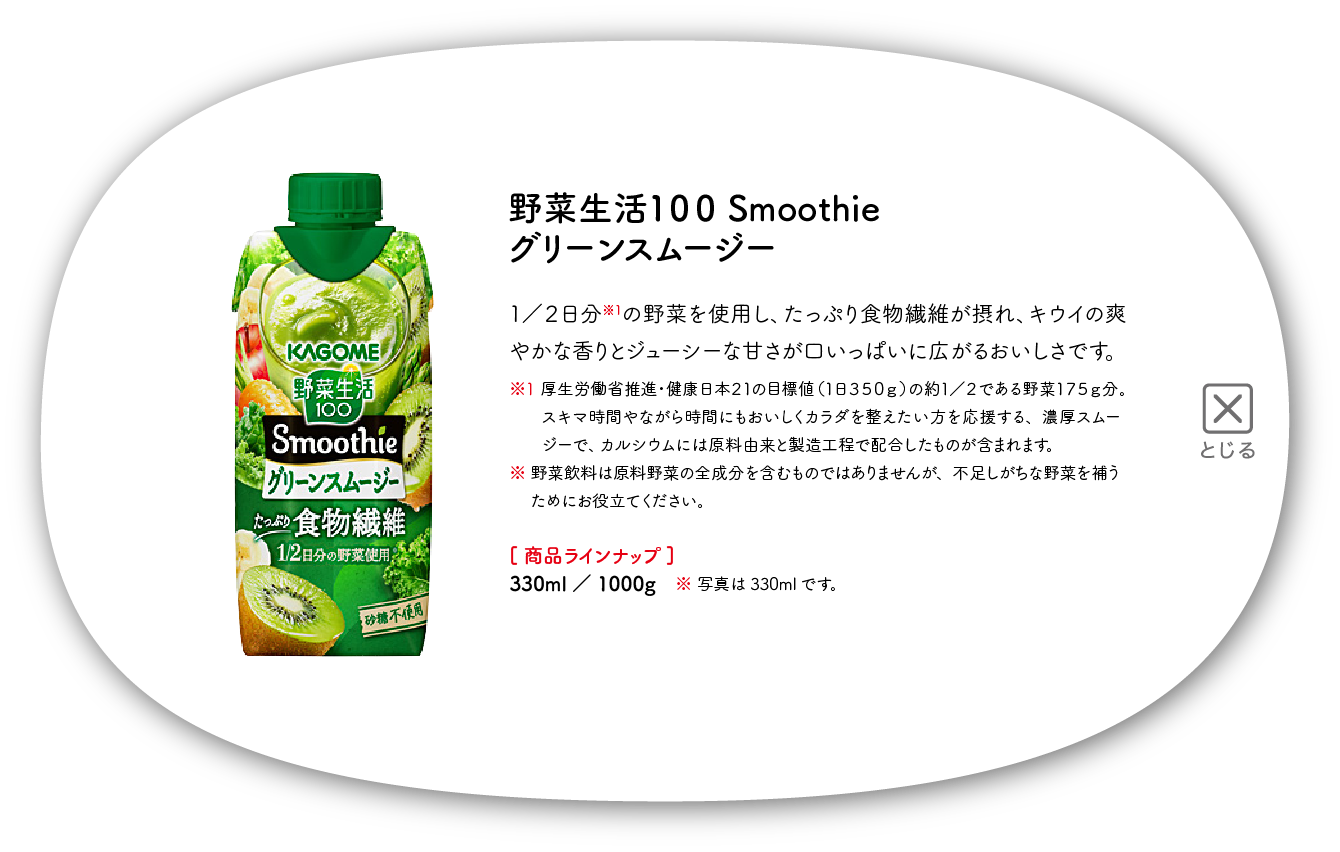 野菜生活100 Smoothie
グリーンスムージー
1／2日分※1の野菜を使用し、たっぷり食物繊維が摂れ、キウイの爽
やかな香りとジューシーな甘さが口いっぱいに広がるおいしさです。
※1 厚生労働省推進・健康日本21の目標値（1日350g）の約1／2である野菜175g分。
スキマ時間やながら時間にもおいしくカラダを整えたい方を応援する、濃厚スムー
ジーで、カルシウムには原料由来と製造工程で配合したものが含まれます。
※ 野菜飲料は原料野菜の全成分を含むものではありませんが、不足しがちな野菜を補う
ためにお役立てください。
[ 商品ラインナップ ]
330ml ／ 1000g ※ 写真は 330ml です。
KAGOME
野菜生活
100
Smoothie
グリーンスムージー
たっぷり食物繊維
1/2日分の野菜使用
砂糖不使用
とじる